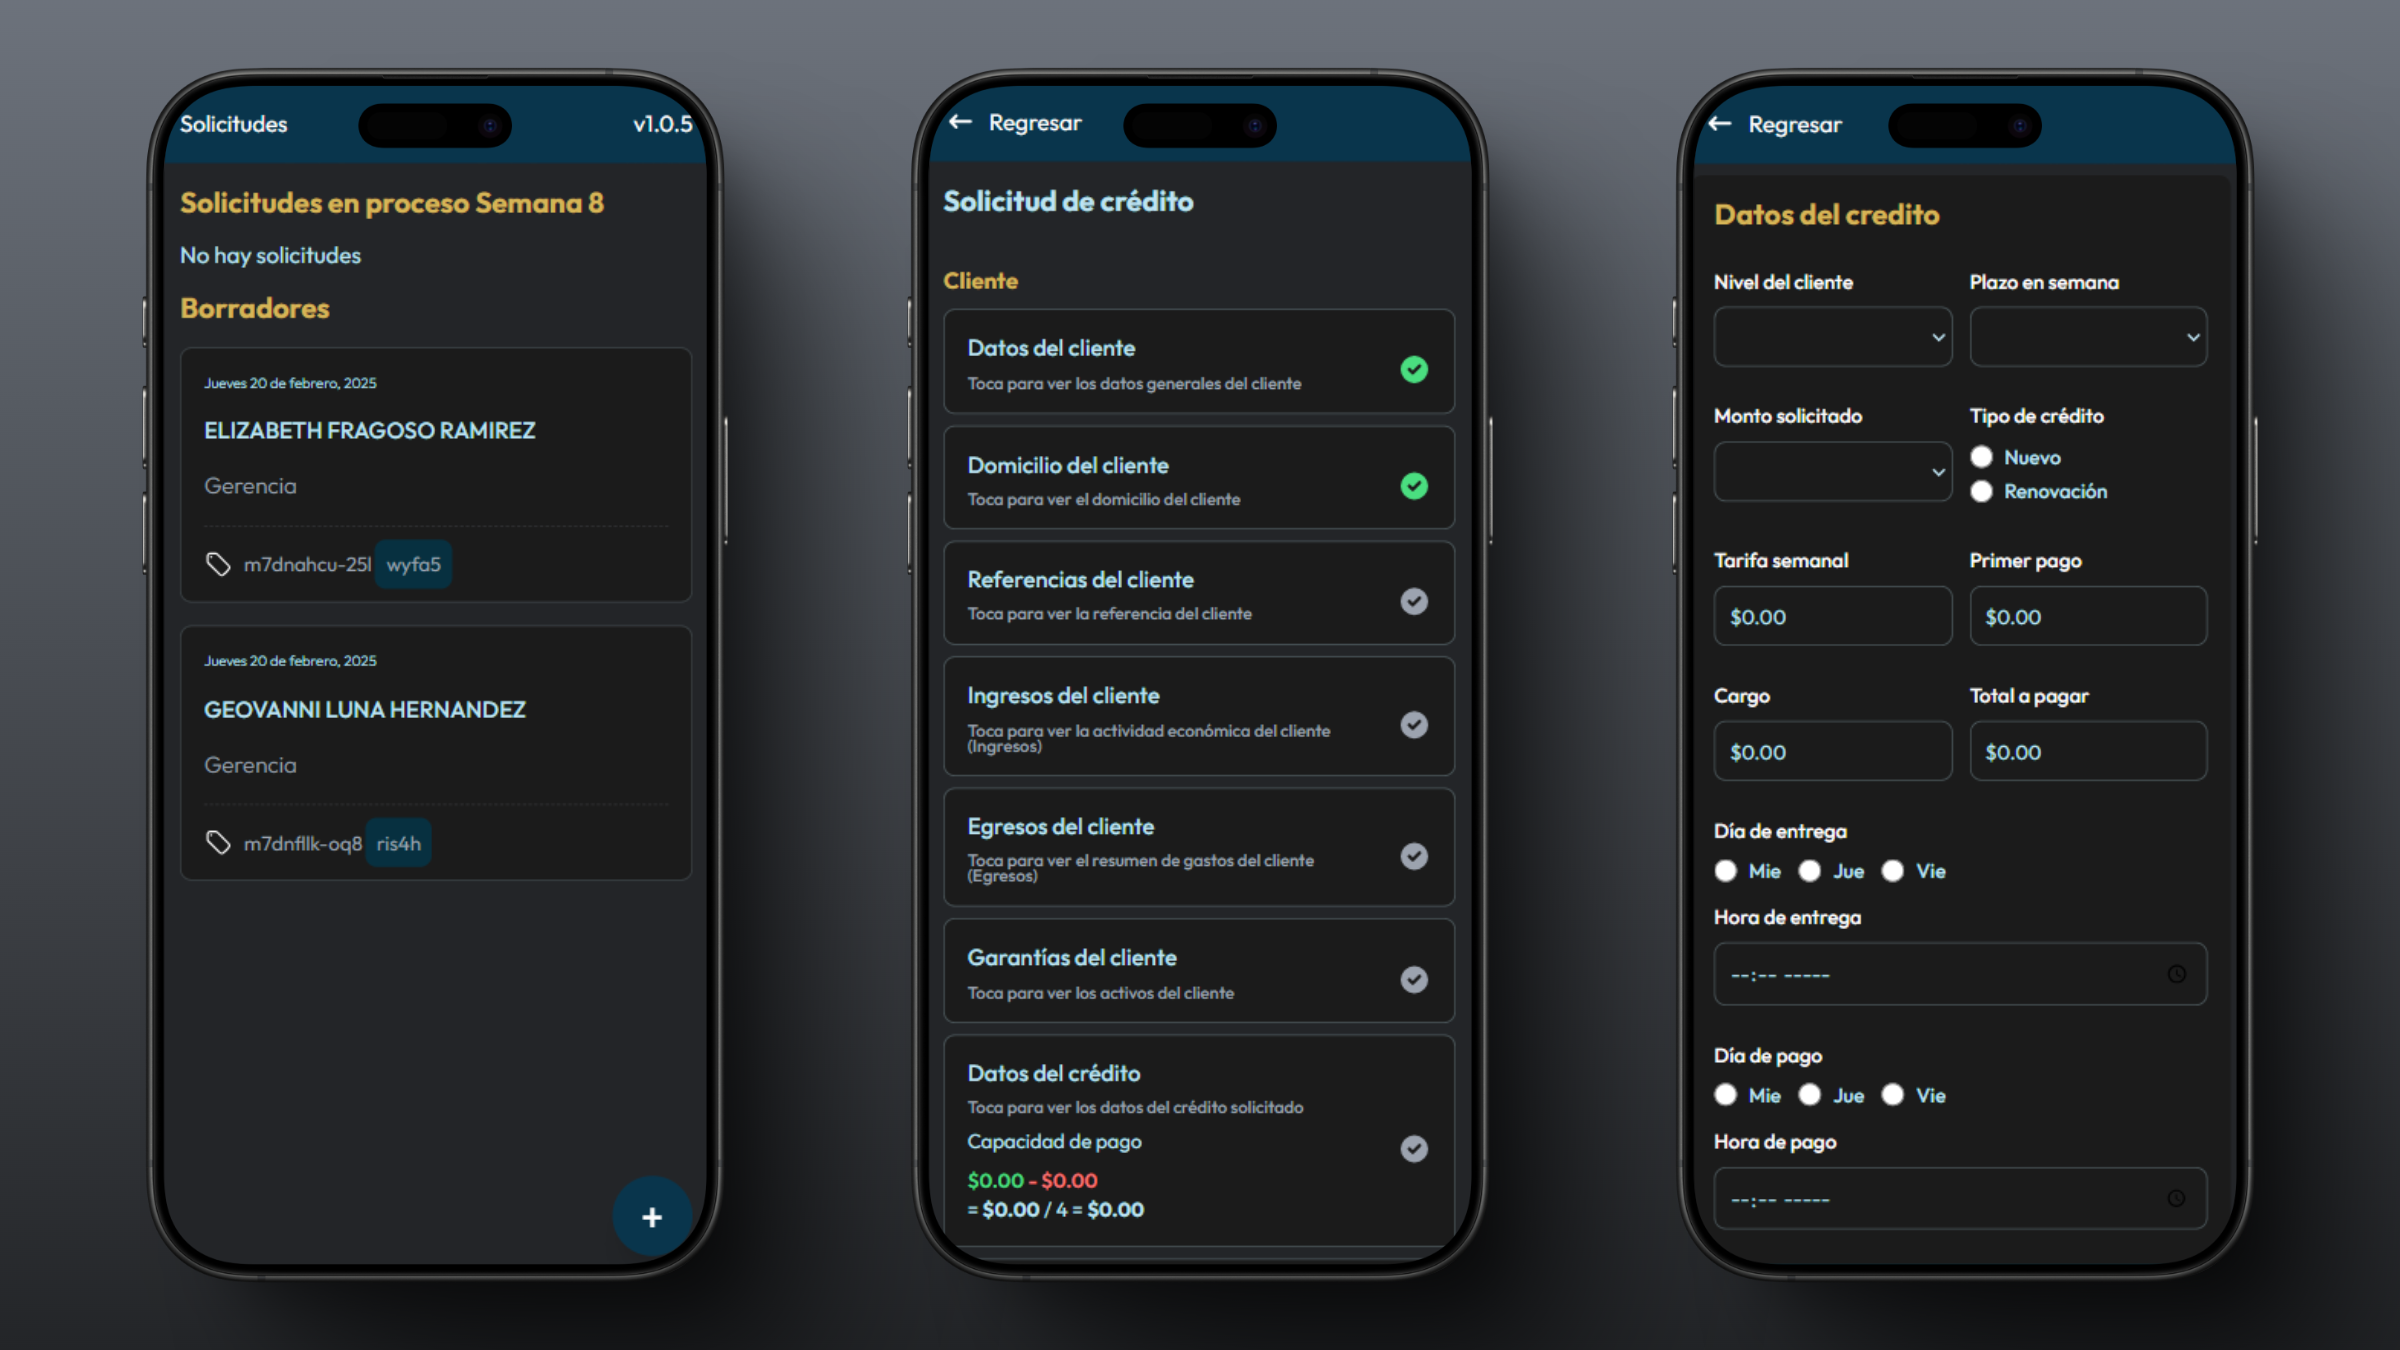 Solicitudes
v1.0.5
Solicitudes en proceso Semana 8
No hay solicitudes
Borradores
Jueves 20 de febrero, 2025
ELIZABETH FRAGOSO RAMIREZ
Gerencia
m7dnahcu-25l wyfa5
Jueves 20 de febrero, 2025
GEOVANNI LUNA HERNANDEZ
Gerencia
m7dnfllk-oq8 ris4h
+
← Regresar
Solicitud de crédito
Cliente
Datos del cliente
Toca para ver los datos generales del cliente
Domicilio del cliente
Toca para ver el domicilio del cliente
Referencias del cliente
Toca para ver la referencia del cliente
Ingresos del cliente
Toca para ver la actividad económica del cliente
(Ingresos)
Egresos del cliente
Toca para ver el resumen de gastos del cliente
(Egresos)
Garantías del cliente
Toca para ver los activos del cliente
Datos del crédito
Toca para ver los datos del crédito solicitado
Capacidad de pago
$0.00 - $0.00
= $0.00 / 4 = $0.00
← Regresar
Datos del credito
Nivel del cliente
Plazo en semana
Monto solicitado
Tipo de crédito
Nuevo
Renovación
Tarifa semanal
Primer pago
$0.00
$0.00
Cargo
Total a pagar
$0.00
$0.00
Día de entrega
Mie Jue Vie
Hora de entrega
--:-- -----
Día de pago
Mie Jue Vie
Hora de pago
--:-- -----